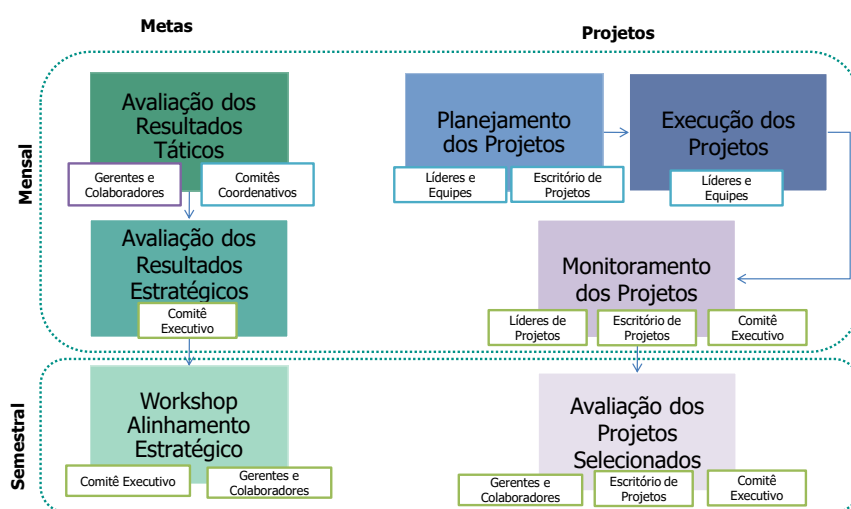 Metas
Projetos
Mensal
Avaliação dos
Resultados
Táticos
Gerentes e
Colaboradores
Comitês
Coordenativos
Planejamento
dos Projetos
Líderes e
Equipes
Escritório de
Projetos
Execução dos
Projetos
Líderes e
Equipes
Avaliação dos
Resultados
Estratégicos
Comitê
Executivo
Monitoramento
dos Projetos
Líderes de
Projetos
Escritório de
Projetos
Comitê
Executivo
Semestral
Workshop
Alinhamento
Estratégico
Comitê Executivo
Gerentes e
Colaboradores
Avaliação dos
Projetos
Selecionados
Gerentes e
Colaboradores
Escritório de
Projetos
Comitê
Executivo